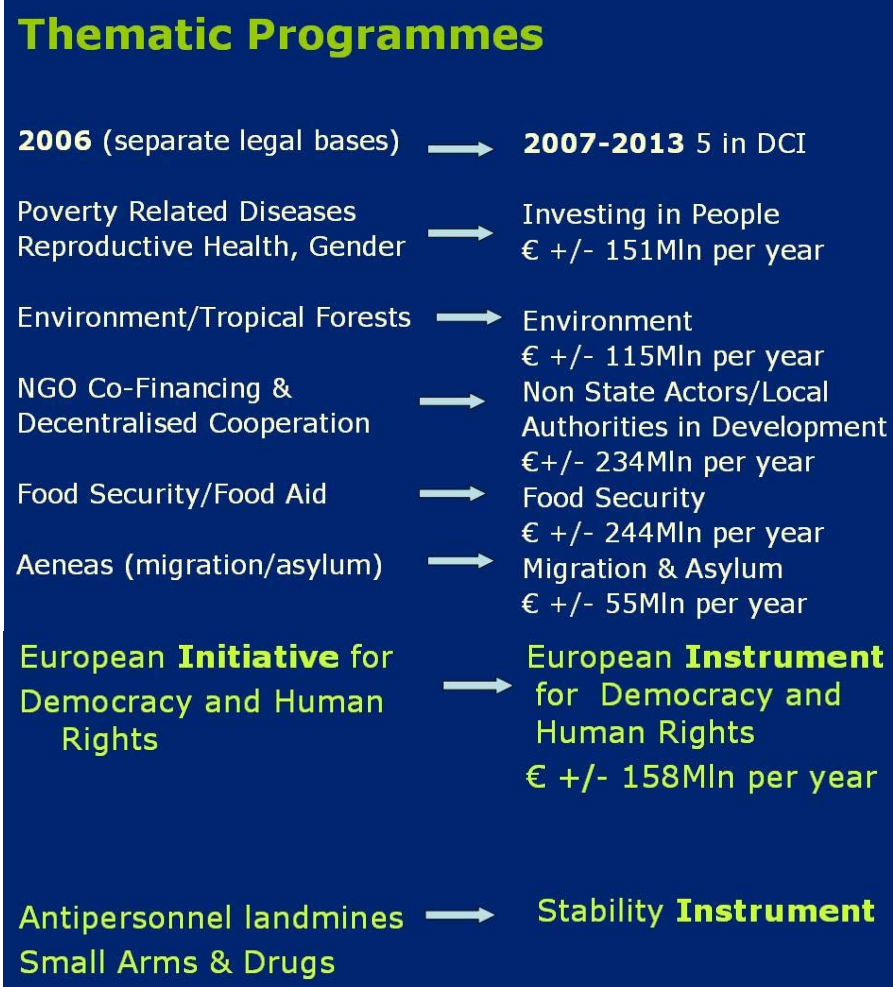 Thematic Programmes
2006 (separate legal bases)
2007-2013 5 in DCI
Poverty Related Diseases
Reproductive Health, Gender
Investing in People
€ +/- 151Mln per year
Environment/Tropical Forests
Environment
€ +/- 115Mln per year
NGO Co-Financing &
Decentralised Cooperation
Non State Actors/Local
Authorities in Development
€+/- 234Mln per year
Food Security/Food Aid
Food Security
€ +/- 244Mln per year
Aeneas (migration/asylum)
Migration & Asylum
€ +/- 55Mln per year
European Initiative for
Democracy and Human
Rights
European Instrument
for Democracy and
Human Rights
€ +/- 158Mln per year
Antipersonnel landmines
Small Arms & Drugs
Stability Instrument